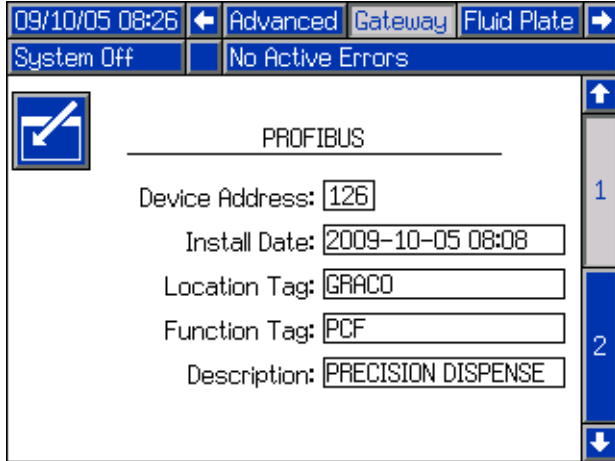 09/10/05 08:26 Advanced Gateway Fluid Plate
System Off No Active Errors
PROFIBUS
Device Address: 126
1
Install Date: 2009-10-05 08:08
Location Tag: GRACO
Function Tag: PCF
2
Description: PRECISION DISPENSE